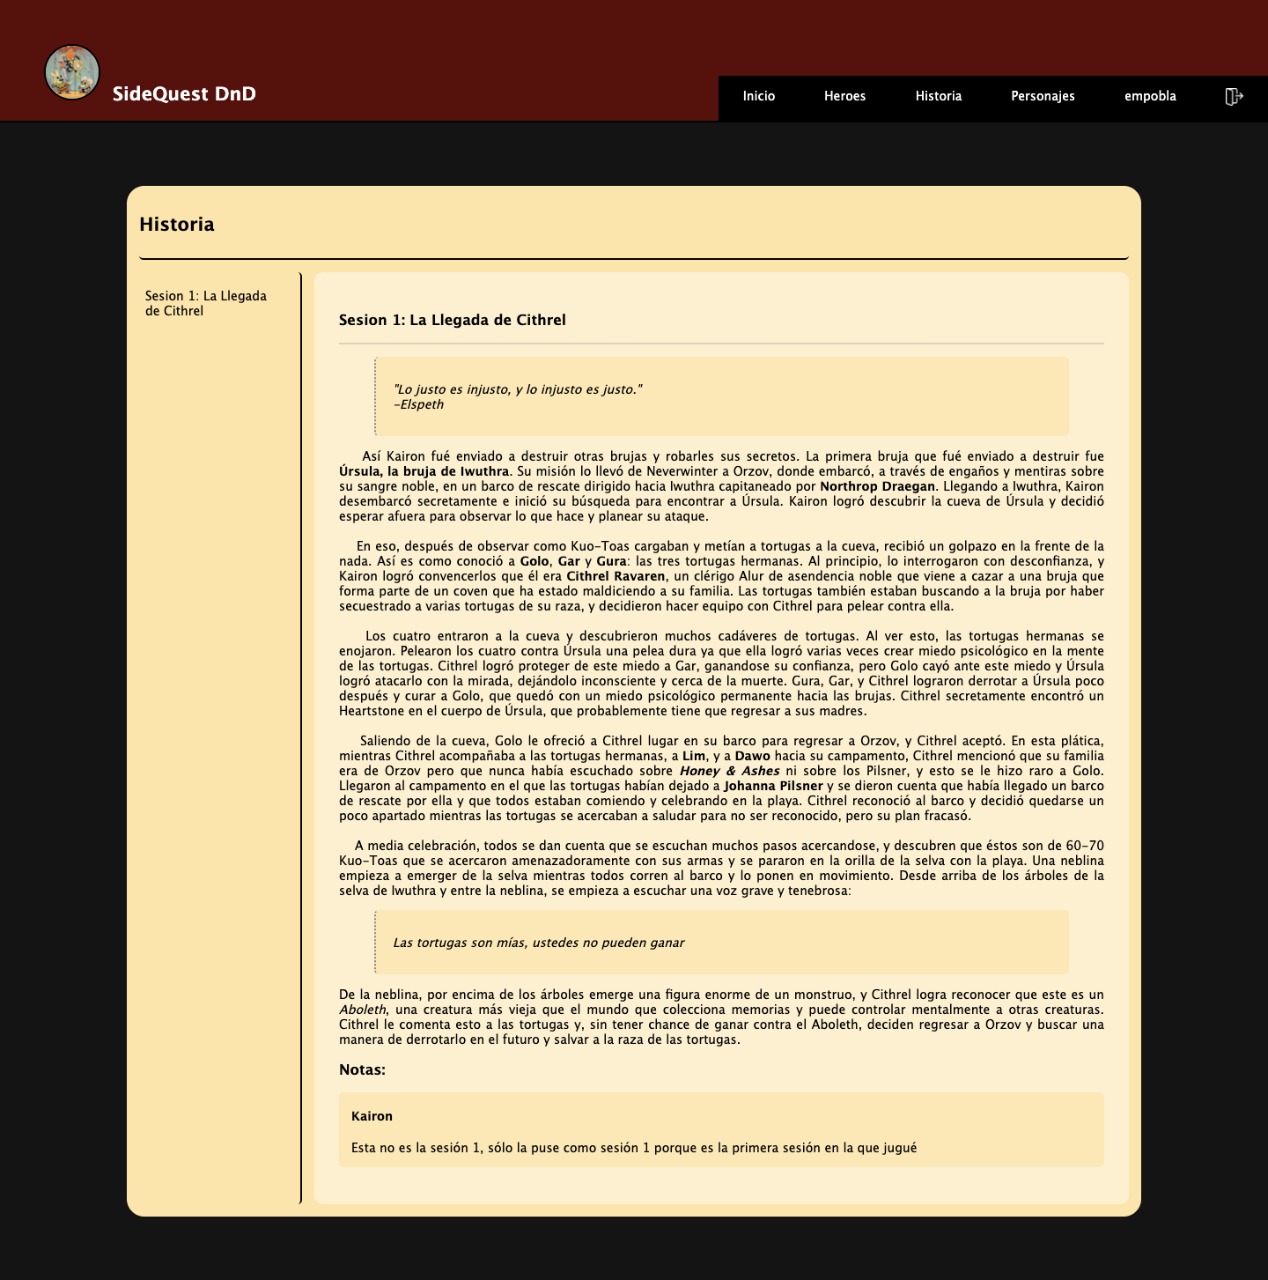 SideQuest DnD
Inicio Heroes Historia Personajes empobla
Historia
Sesion 1: La Llegada
de Cithrel
Sesion 1: La Llegada de Cithrel
"Lo justo es injusto, y lo injusto es justo."
-Elspeth
Así Kairon fué enviado a destruir otras brujas y robarles sus secretos. La primera bruja que fué enviado a destruir fue
Úrsula, la bruja de Iwuthra. Su misión lo llevó de Neverwinter a Orzov, donde embarcó, a través de engaños y mentiras sobre
su sangre noble, en un barco de rescate dirigido hacia Iwuthra capitaneado por Northrop Draegan. Llegando a Iwuthra, Kairon
desembarcó secretamente e inició su búsqueda para encontrar a Úrsula. Kairon logró descubrir la cueva de Úrsula y decidió
esperar afuera para observar lo que hace y planear su ataque.
En eso, después de observar como Kuo-Toas cargaban y metían a tortugas a la cueva, recibió un golpazo en la frente de la
nada. Así es como conoció a Golo, Gar y Gura: las tres tortugas hermanas. Al principio, lo interrogaron con desconfianza, y
Kairon logró convencerlos que él era Cithrel Ravaren, un clérigo Alur de asendencia noble que viene a cazar a una bruja que
forma parte de un coven que ha estado maldiciendo a su familia. Las tortugas también estaban buscando a la bruja por haber
secuestrado a varias tortugas de su raza, y decidieron hacer equipo con Cithrel para pelear contra ella.
Los cuatro entraron a la cueva y descubrieron muchos cadáveres de tortugas. Al ver esto, las tortugas hermanas se
enojaron. Pelearon los cuatro contra Úrsula una pelea dura ya que ella logró varias veces crear miedo psicológico en la mente
de las tortugas. Cithrel logró proteger de este miedo a Gar, ganandose su confianza, pero Golo cayó ante este miedo y Úrsula
logró atacarlo con la mirada, dejándolo inconsciente y cerca de la muerte. Gura, Gar, y Cithrel lograron derrotar a Úrsula poco
después y curar a Golo, que quedó con un miedo psicológico permanente hacia las brujas. Cithrel secretamente encontró un
Heartstone en el cuerpo de Úrsula, que probablemente tiene que regresar a sus madres.
Saliendo de la cueva, Golo le ofreció a Cithrel lugar en su barco para regresar a Orzov, y Cithrel aceptó. En esta plática,
mientras Cithrel acompañaba a las tortugas hermanas, a Lim, y a Dawo hacia su campamento, Cithrel mencionó que su familia
era de Orzov pero que nunca había escuchado sobre Honey & Ashes ni sobre los Pilsner, y esto se le hizo raro a Golo.
Llegaron al campamento en el que las tortugas habían dejado a Johanna Pilsner y se dieron cuenta que había llegado un barco
de rescate por ella y que todos estaban comiendo y celebrando en la playa. Cithrel reconoció al barco y decidió quedarse un
poco apartado mientras las tortugas se acercaban a saludar para no ser reconocido, pero su plan fracasó.
A media celebración, todos se dan cuenta que se escuchan muchos pasos acercandose, y descubren que éstos son de 60-70
Kuo-Toas que se acercaron amenazadoramente con sus armas y se pararon en la orilla de la selva con la playa. Una neblina
empieza a emerger de la selva mientras todos corren al barco y lo ponen en movimiento. Desde arriba de los árboles de la
selva de Iwuthra y entre la neblina, se empieza a escuchar una voz grave y tenebrosa:
Las tortugas son mías, ustedes no pueden ganar
De la neblina, por encima de los árboles emerge una figura enorme de un monstruo, y Cithrel logra reconocer que este es un
Aboleth, una creatura más vieja que el mundo que colecciona memorias y puede controlar mentalmente a otras creaturas.
Cithrel le comenta esto a las tortugas y, sin tener chance de ganar contra el Aboleth, deciden regresar a Orzov y buscar una
manera de derrotarlo en el futuro y salvar a la raza de las tortugas.
Notas:
Kairon
Esta no es la sesión 1, sólo la puse como sesión 1 porque es la primera sesión en la que jugué